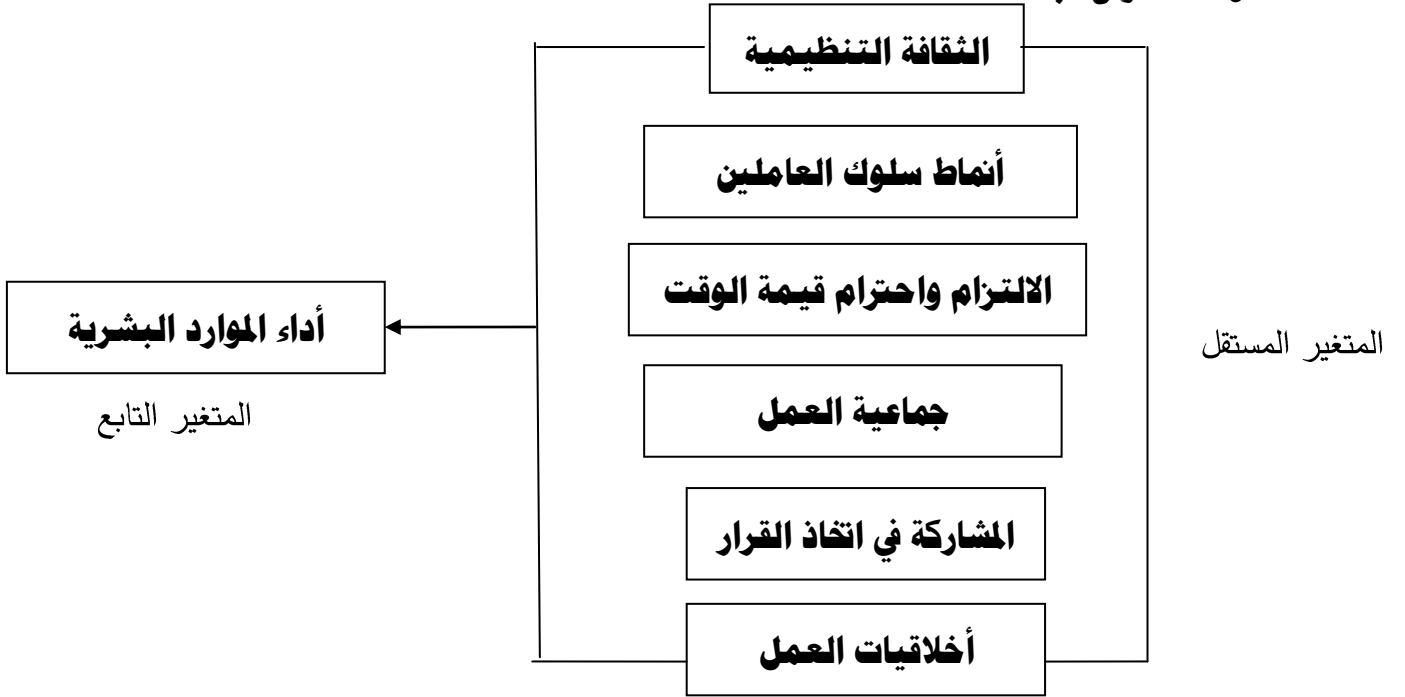 الثقافة التنظيمية
أنماط سلوك العاملين
الالتزام واحترام قيمة الوقت
أداء الموارد البشرية
المتغير المستقل
جماعية العمل
المتغير التابع
المشاركة في اتخاذ القرار
أخلاقيات العمل